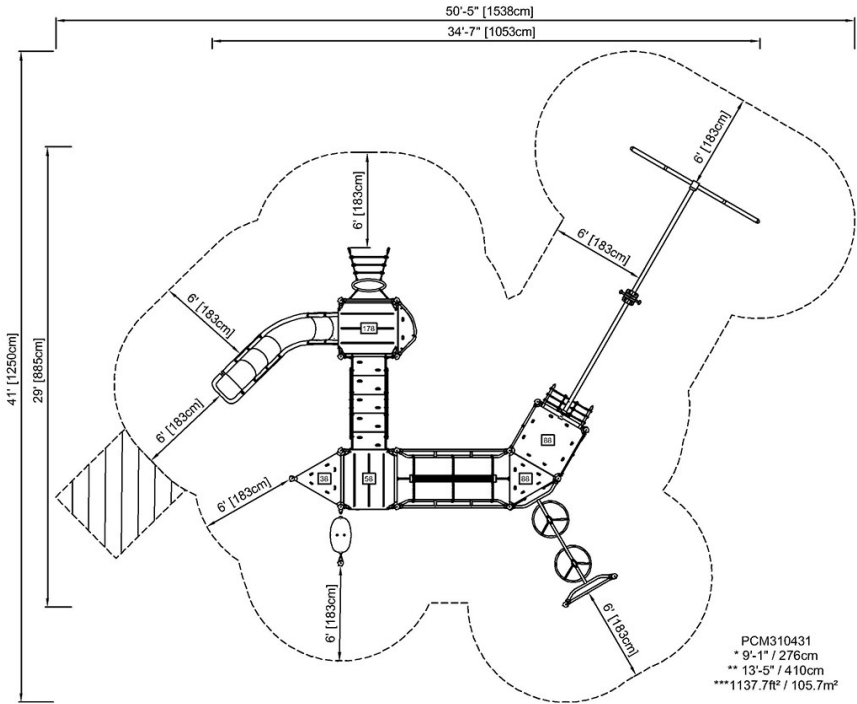 50'-5" [1538cm]
34'-7" [1053cm]
6' [183cm]
6' [183cm]
6' [183cm]
6' [183cm]
178
41' [1250cm]
29' [885cm]
6' [183cm]
88
38
58
88
6' [183cm]
6' [183cm]
6' [183cm]
PCM310431
* 9'-1" / 276cm
** 13'-5" / 410cm
***1137.7ft² / 105.7m²